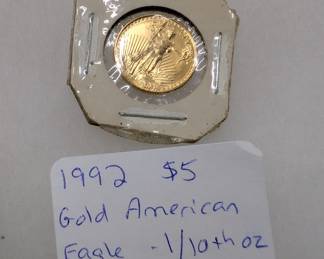 1992 $5
Gold American
Eagle - 1/10th oz